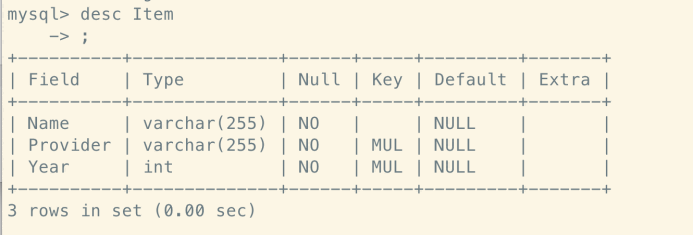 mysql> desc Item
    -> ;
+----------+--------------+------+-----+---------+-------+
| Field    | Type         | Null | Key | Default | Extra |
+----------+--------------+------+-----+---------+-------+
| Name     | varchar(255) | NO   |     | NULL    |       |
| Provider | varchar(255) | NO   | MUL | NULL    |       |
| Year     | int          | NO   | MUL | NULL    |       |
+----------+--------------+------+-----+---------+-------+
3 rows in set (0.00 sec)